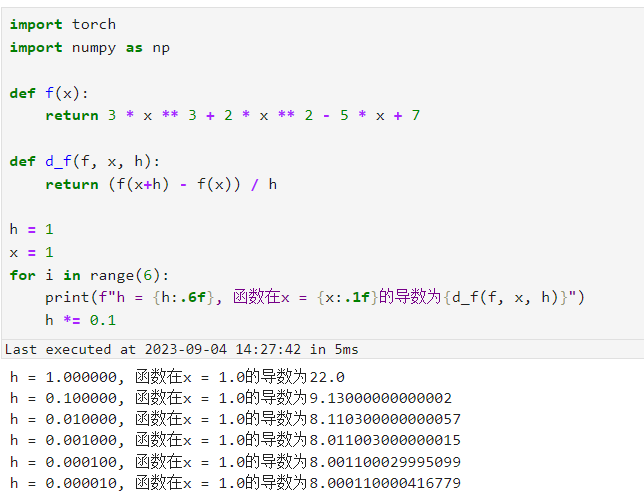 import torch
import numpy as np
def f(x):
    return 3 * x ** 3 + 2 * x ** 2 - 5 * x + 7
def d_f(f, x, h):
    return (f(x+h) - f(x)) / h
h = 1
x = 1
for i in range(6):
    print(f"h = {h:.6f}, 函数在x = {x:.1f}的导数为{d_f(f, x, h)}")
    h *= 0.1
Last executed at 2023-09-04 14:27:42 in 5ms
h = 1.000000, 函数在x = 1.0的导数为22.0
h = 0.100000, 函数在x = 1.0的导数为9.13000000000002
h = 0.010000, 函数在x = 1.0的导数为8.110300000000057
h = 0.001000, 函数在x = 1.0的导数为8.011003000000015
h = 0.000100, 函数在x = 1.0的导数为8.001100029995099
h = 0.000010, 函数在x = 1.0的导数为8.000110000416779